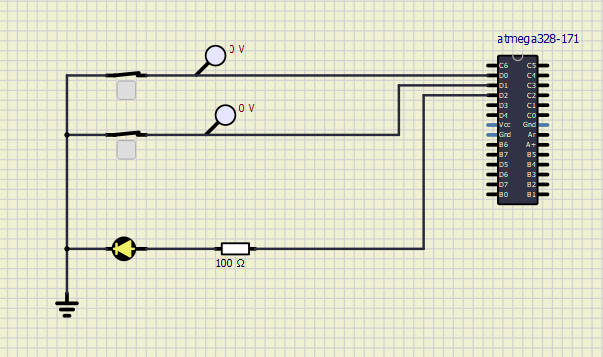 atmega328-171
0 V
0 V
100 Ω
C6 C5
D0 C4
D1 C3
D2 C2
D3 C1
D4 C0
Vcc Gnd
Gnd Ar
B6 A+
B7 B5
D5 B4
D6 B3
D7 B2
B0 B1